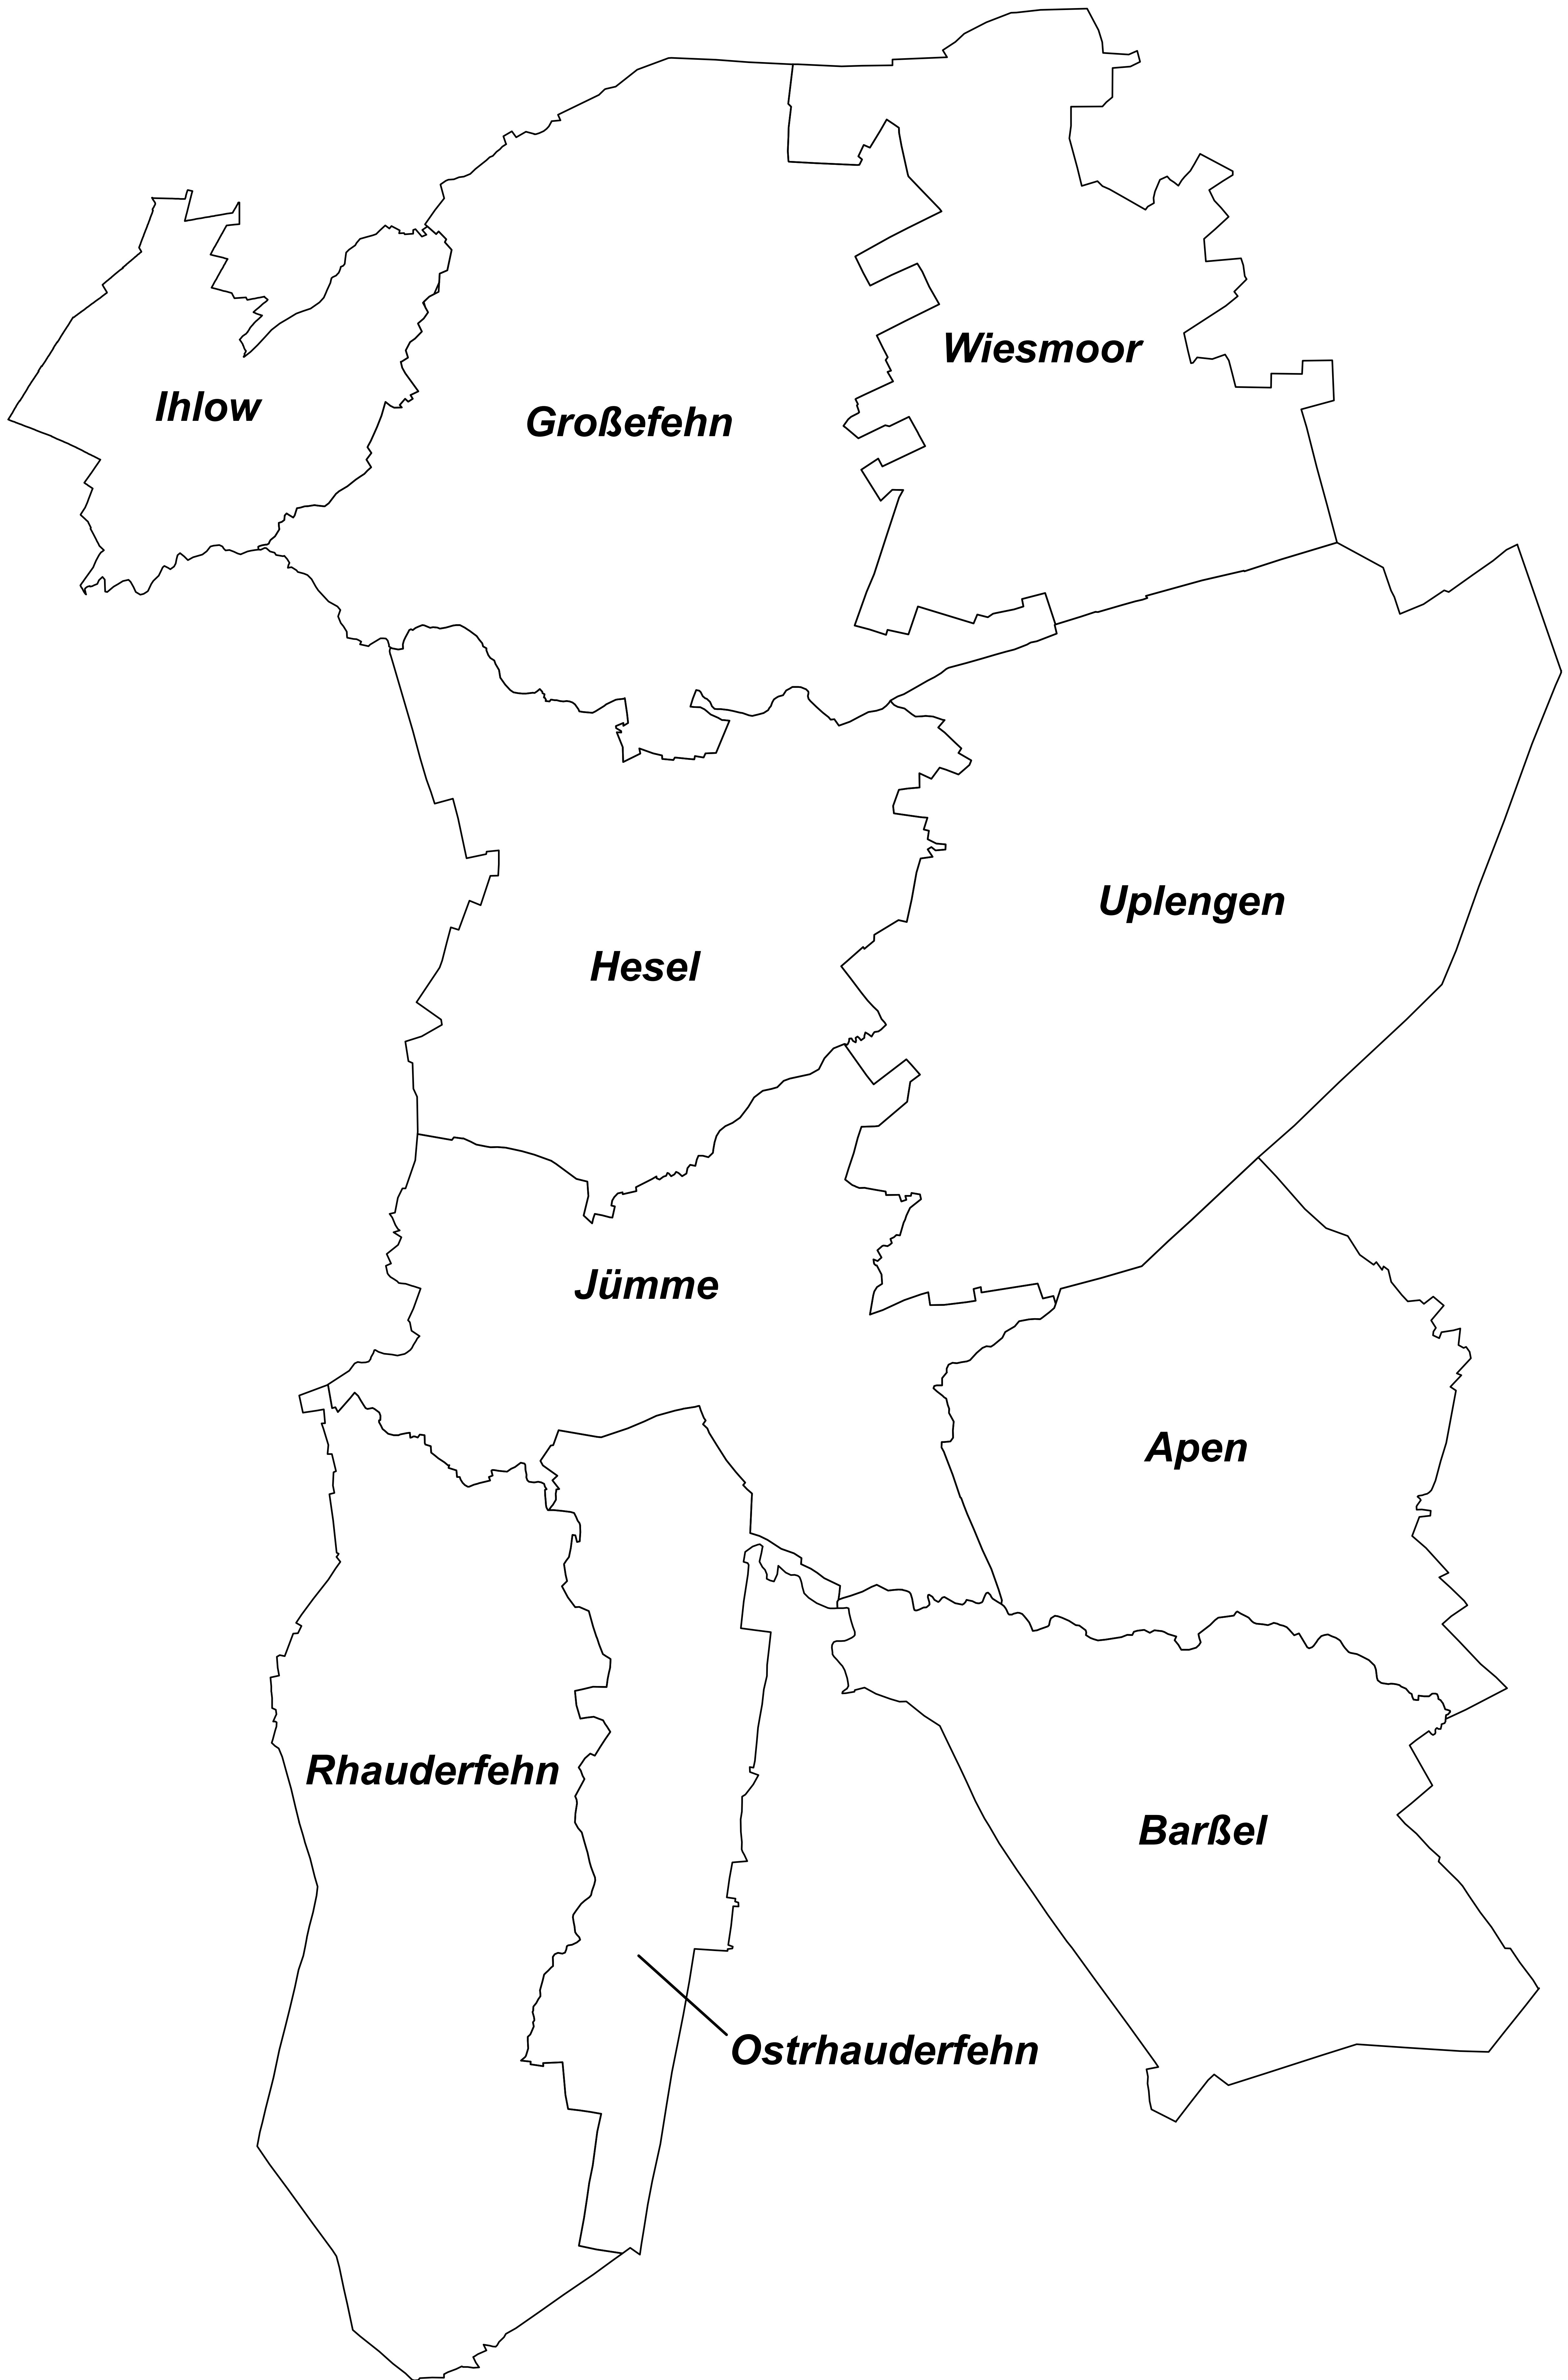 Wiesmoor
Ihlow
Großefehn
Uplengen
Hesel
Jümme
Apen
Rhauderfehn
Barßel
Ostrhauderfehn